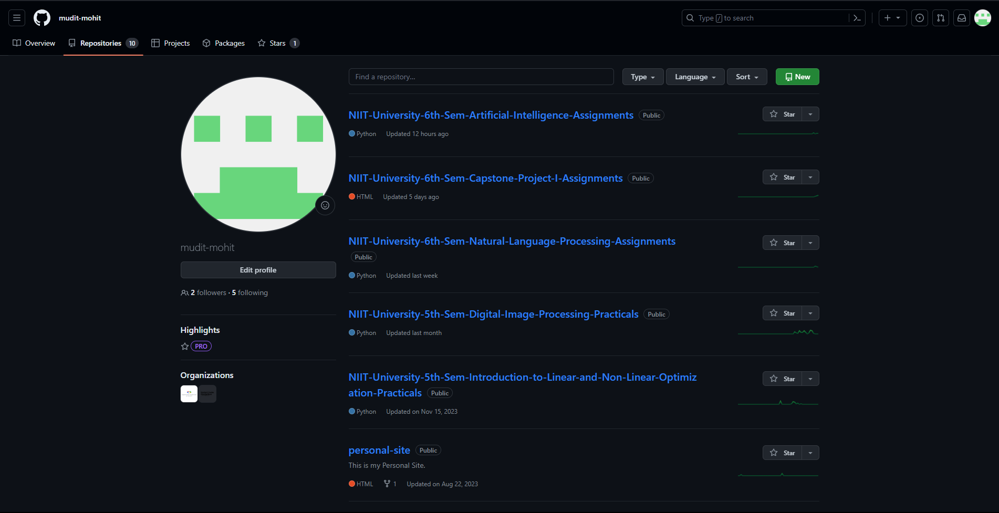 mudit-mohit
Type / to search
Overview
Repositories 10
Projects
Packages
Stars 1
mudit-mohit
Edit profile
2 followers · 5 following
Highlights
PRO
Organizations
Find a repository...
Type
Language
Sort
New
NIIT-University-6th-Sem-Artificial-Intelligence-Assignments Public
Star
Python Updated 12 hours ago
NIIT-University-6th-Sem-Capstone-Project-I-Assignments Public
Star
HTML Updated 5 days ago
NIIT-University-6th-Sem-Natural-Language-Processing-Assignments
Public
Star
Python Updated last week
NIIT-University-5th-Sem-Digital-Image-Processing-Practicals Public
Star
Python Updated last month
NIIT-University-5th-Sem-Introduction-to-Linear-and-Non-Linear-Optimiz
ation-Practicals Public
Star
Python Updated on Nov 15, 2023
personal-site Public
Star
This is my Personal Site.
HTML 1 Updated on Aug 22, 2023